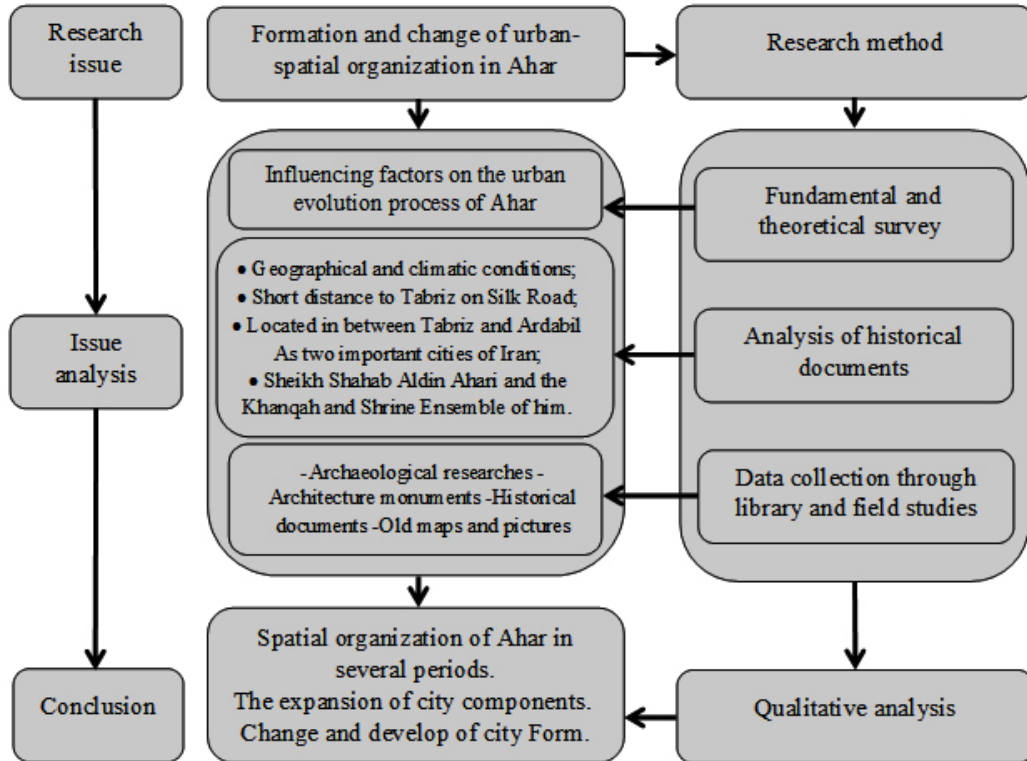 Research
issue
Formation and change of urban-
spatial organization in Ahar
Research method
Influencing factors on the urban
evolution process of Ahar
Fundamental and
theoretical survey
• Geographical and climatic conditions;
• Short distance to Tabriz on Silk Road;
• Located in between Tabriz and Ardabil
As two important cities of Iran;
• Sheikh Shahab Aldin Ahari and the
Khanqah and Shrine Ensemble of him.
Issue
analysis
Analysis of historical
documents
-Archaeological researches -
Architecture monuments -Historical
documents -Old maps and pictures
Data collection through
library and field studies
Conclusion
Spatial organization of Ahar in
several periods.
The expansion of city components.
Change and develop of city Form.
Qualitative analysis